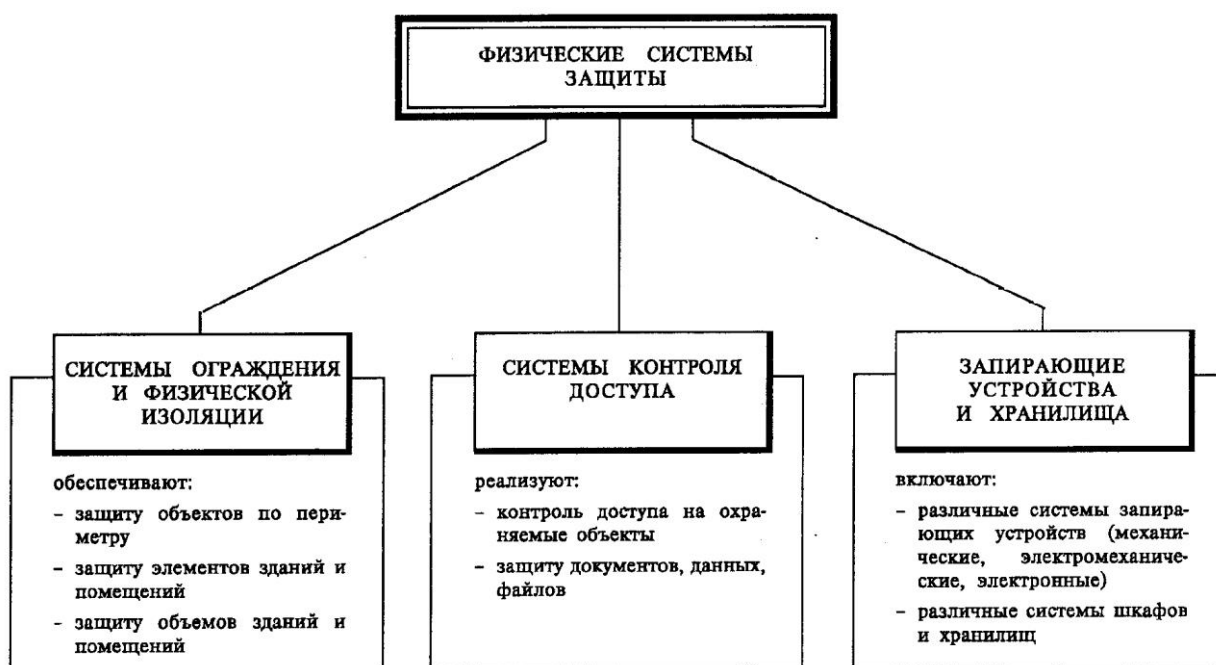 ФИЗИЧЕСКИЕ СИСТЕМЫ
ЗАЩИТЫ
СИСТЕМЫ ОГРАЖДЕНИЯ
И ФИЗИЧЕСКОЙ
ИЗОЛЯЦИИ
обеспечивают:
– защиту объектов по пери-
метру
– защиту элементов зданий и
помещений
– защиту объемов зданий и
помещений
СИСТЕМЫ КОНТРОЛЯ
ДОСТУПА
реализуют:
– контроль доступа на охра-
няемые объекты
– защиту документов, данных,
файлов
ЗАПИРАЮЩИЕ
УСТРОЙСТВА
И ХРАНИЛИЩА
включают:
– различные системы запира-
ющих устройств (механи-
ческие, электромеханиче-
ские, электронные)
– различные системы шкафов
и хранилищ